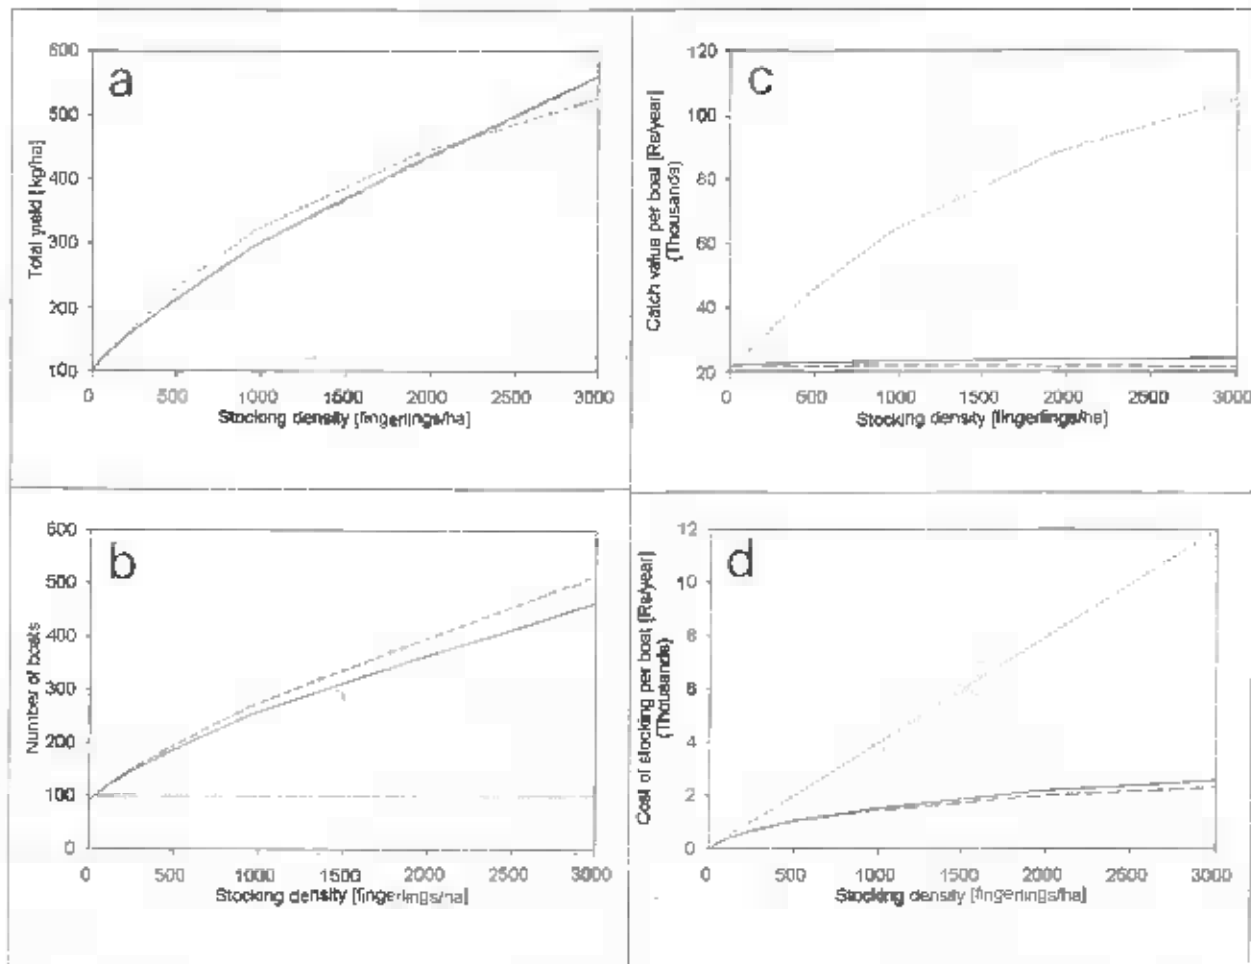 a
600
500
400
300
200
100
Total yield [kg/ha]
0 500 1000 1500 2000 2500 3000
Stocking density [fingerlings/ha]
c
120
100
80
60
40
20
Catch value per boat [Rs/year]
(Thousands)
0 500 1000 1500 2000 2500 3000
Stocking density [fingerlings/ha]
b
600
500
400
300
200
100
0
Number of boats
0 500 1000 1500 2000 2500 3000
Stocking density [fingerlings/ha]
d
12
10
8
6
4
2
0
Cost of stocking per boat [Rs/year]
(Thousands)
0 500 1000 1500 2000 2500 3000
Stocking density [fingerlings/ha]